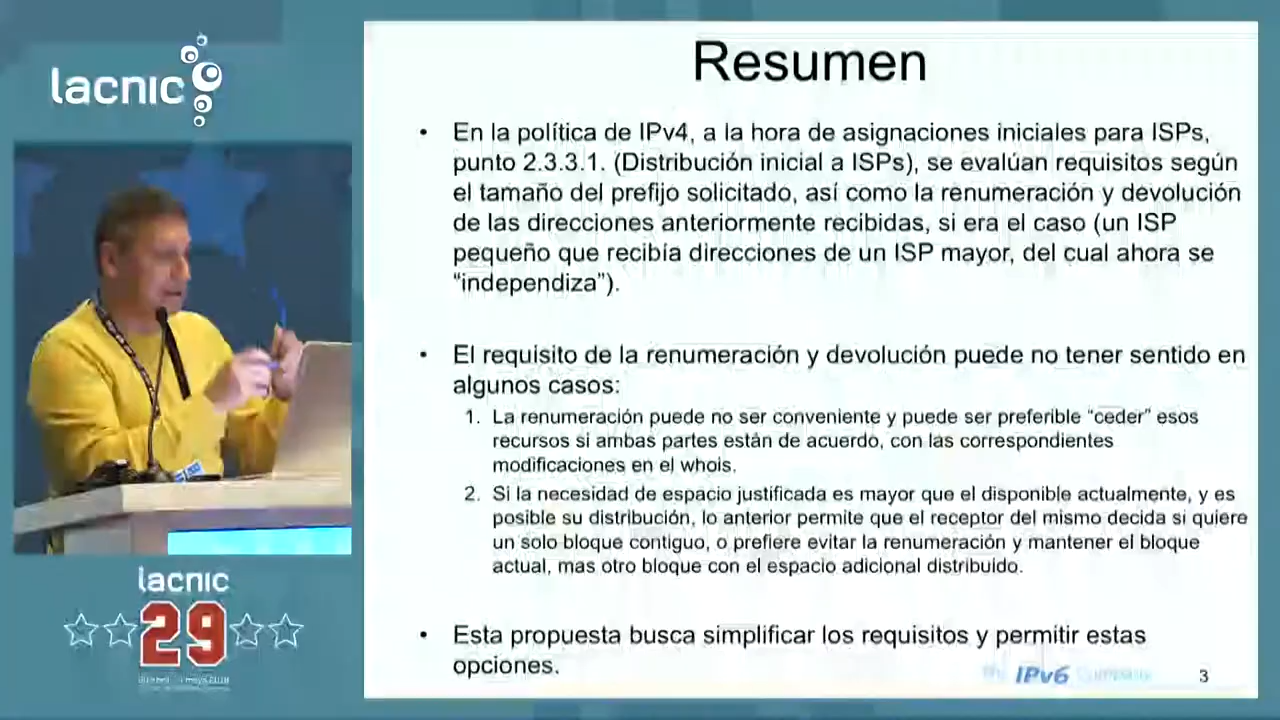 lacnic
Resumen
• En la política de IPv4, a la hora de asignaciones iniciales para ISPs,
punto 2.3.3.1. (Distribución inicial a ISPs), se evalúan requisitos según
el tamaño del prefijo solicitado, así como la renumeración y devolución
de las direcciones anteriormente recibidas, si era el caso (un ISP
pequeño que recibía direcciones de un ISP mayor, del cual ahora se
“independiza”).
• El requisito de la renumeración y devolución puede no tener sentido en
algunos casos:
1. La renumeración puede no ser conveniente y puede ser preferible “ceder” esos
recursos si ambas partes están de acuerdo, con las correspondientes
modificaciones en el whois.
2. Si la necesidad de espacio justificada es mayor que el disponible actualmente, y es
posible su distribución, lo anterior permite que el receptor del mismo decida si quiere
un solo bloque contiguo, o prefiere evitar la renumeración y mantener el bloque
actual, mas otro bloque con el espacio adicional distribuido.
• Esta propuesta busca simplificar los requisitos y permitir estas
opciones.
The IPv6 Company
3
lacnic
29